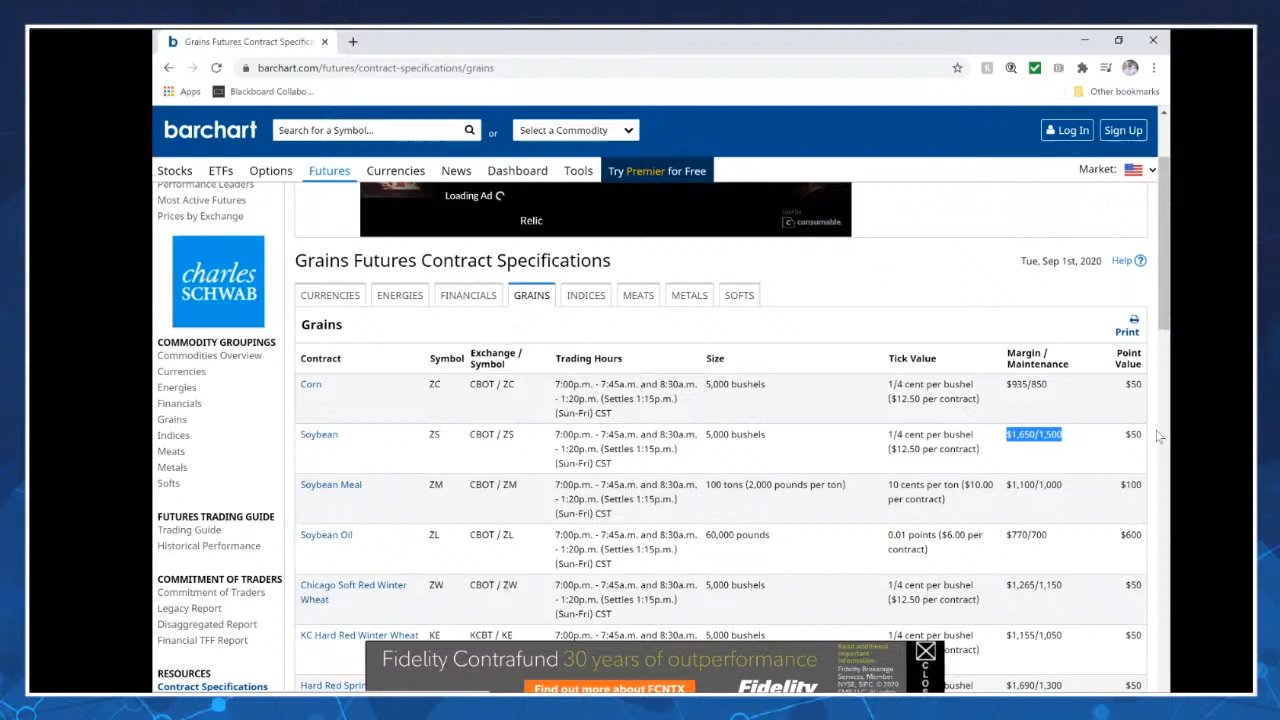 Grains Futures Contract Specific
barchart.com/futures/contract-specifications/grains
Apps
Blackboard Collabo...
Other bookmarks
barchart
Search for a Symbol...
or
Select a Commodity
Log In
Sign Up
Stocks
ETFs
Options
Futures
Currencies
News
Dashboard
Tools
Try Premier for Free
Market:
Performance Leaders
Most Active Futures
Prices by Exchange
Loading Ad
Relic
consumable
charles
SCHWAB
COMMODITY GROUPINGS
Commodities Overview
Currencies
Energies
Financials
Grains
Indices
Meats
Metals
Softs
FUTURES TRADING GUIDE
Trading Guide
Historical Performance
COMMITMENT OF TRADERS
Commitment of Traders
Legacy Report
Disaggregated Report
Financial TFF Report
RESOURCES
Contract Specifications
Grains Futures Contract Specifications
Tue, Sep 1st, 2020
Help
CURRENCIES
ENERGIES
FINANCIALS
GRAINS
INDICES
MEATS
METALS
SOFTS
Grains
Print
Contract
Symbol
Exchange /
Symbol
Trading Hours
Size
Tick Value
Margin /
Maintenance
Point
Value
Corn
ZC
CBOT / ZC
7:00p.m. - 7:45a.m. and 8:30a.m.
- 1:20p.m. (Settles 1:15p.m.)
(Sun-Fri) CST
5,000 bushels
1/4 cent per bushel
($12.50 per contract)
$935/850
$50
Soybean
ZS
CBOT / ZS
7:00p.m. - 7:45a.m. and 8:30a.m.
- 1:20p.m. (Settles 1:15p.m.)
(Sun-Fri) CST
5,000 bushels
1/4 cent per bushel
($12.50 per contract)
$1,650/1,500
$50
Soybean Meal
ZM
CBOT / ZM
7:00p.m. - 7:45a.m. and 8:30a.m.
- 1:20p.m. (Settles 1:15p.m.)
(Sun-Fri) CST
100 tons (2,000 pounds per ton)
10 cents per ton ($10.00
per contract)
$1,100/1,000
$100
Soybean Oil
ZL
CBOT / ZL
7:00p.m. - 7:45a.m. and 8:30a.m.
- 1:20p.m. (Settles 1:15p.m.)
(Sun-Fri) CST
60,000 pounds
0.01 points ($6.00 per
contract)
$770/700
$600
Chicago Soft Red Winter
Wheat
ZW
CBOT / ZW
7:00p.m. - 7:45a.m. and 8:30a.m.
- 1:20p.m. (Settles 1:15p.m.)
(Sun-Fri) CST
5,000 bushels
1/4 cent per bushel
($12.50 per contract)
$1,265/1,150
$50
KC Hard Red Winter Wheat
KE
KCBT / KE
7:00p.m. - 7:45a.m. and 8:30a.m.
5,000 bushels
1/4 cent per bushel
$1,155/1,050
$50
Hard Red Sprin
$1,690/1,300
$50
Fidelity Contrafund 30 years of outperformance
Find out more about FCNTX
Fidelity
Read additional
important
information.
Fidelity Brokerage
Services, Member
NYSE, SIPC. © 2020
CLOS